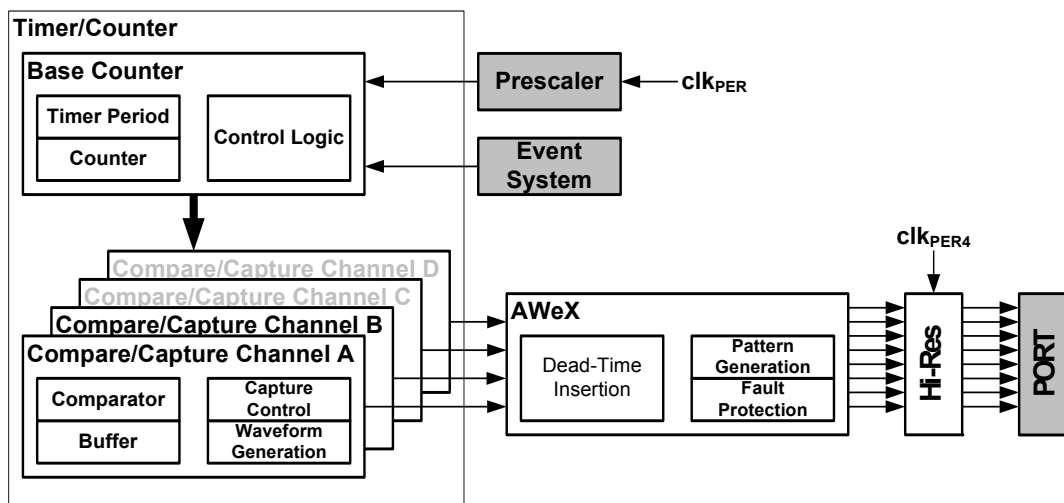 Timer/Counter
Base Counter
Timer Period
Counter
Control Logic
Prescaler
clkPER
Event
System
Compare/Capture Channel D
Compare/Capture Channel C
Compare/Capture Channel B
Compare/Capture Channel A
Comparator
Buffer
Capture
Control
Waveform
Generation
AWeX
Dead-Time
Insertion
Pattern
Generation
Fault
Protection
clkPER4
Hi-Res
PORT